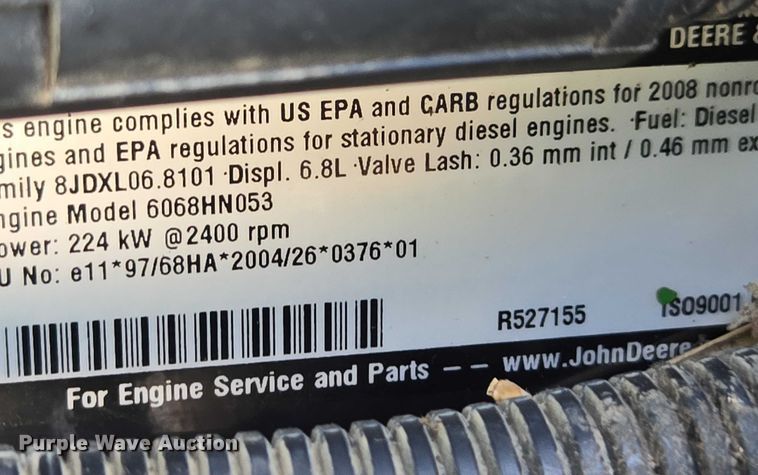 DEERE &
s engine complies with US EPA and CARB regulations for 2008 nonro
gines and EPA regulations for stationary diesel engines. ·Fuel: Diesel
mily 8JDXL06.8101 ·Displ. 6.8L ·Valve Lash: 0.36 mm int / 0.46 mm ex
ngine Model 6068HN053
ower: 224 kW @2400 rpm
U No: e11*97/68HA*2004/26*0376*01
R527155 ISO9001
For Engine Service and Parts -- www.JohnDeere
Purple Wave Auction